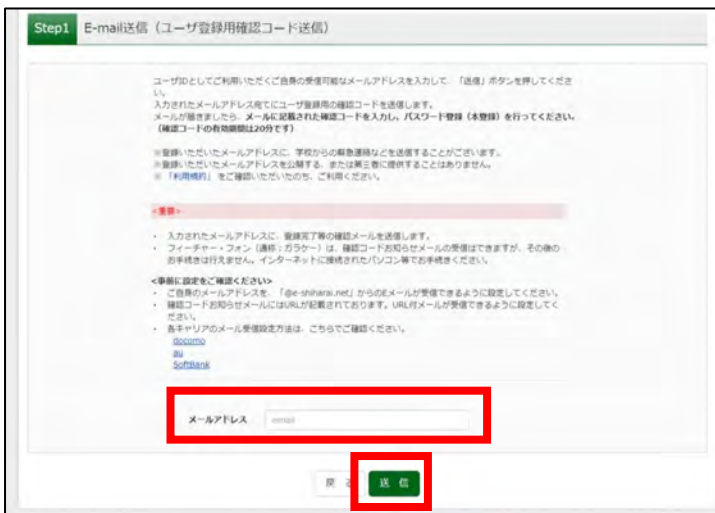 Step1 E-mail送信（ユーザ登録用確認コード送信）
ユーザIDとしてご利用いただくご自身の受信可能なメールアドレスを入力して、「送信」ボタンを押してくださ
い。
入力されたメールアドレス宛てにユーザ登録用の確認コードを送信します。
メールが届きましたら、メールに記載された確認コードを入力し、パスワード登録（本登録）を行ってください。
（確認コードの有効期間は20分です）
※登録いただいたメールアドレスに、学校からの緊急連絡などを送信することがございます。
※登録いただいたメールアドレスを公開する、または第三者に提供することはありません。
※「利用規約」をご確認いただいたのち、ご利用ください。
<重要>
・ 入力されたメールアドレスに、登録完了等の確認メールを送信します。
・ フィーチャー・フォン（通称：ガラケー）は、確認コードお知らせメールの受信はできますが、その後の
お手続きは行えません。インターネットに接続されたパソコン等でお手続きください。
<事前に設定をご確認ください>
・ ご自身のメールアドレスを、「@e-shiharai.net」からのEメールが受信できるように設定してください。
・ 確認コードお知らせメールにはURLが記載されております。URL付メールが受信できるように設定してく
ださい。
・ 各キャリアのメール受信設定方法は、こちらでご確認ください。
docomo
au
SoftBank
メールアドレス email
戻 る 送 信